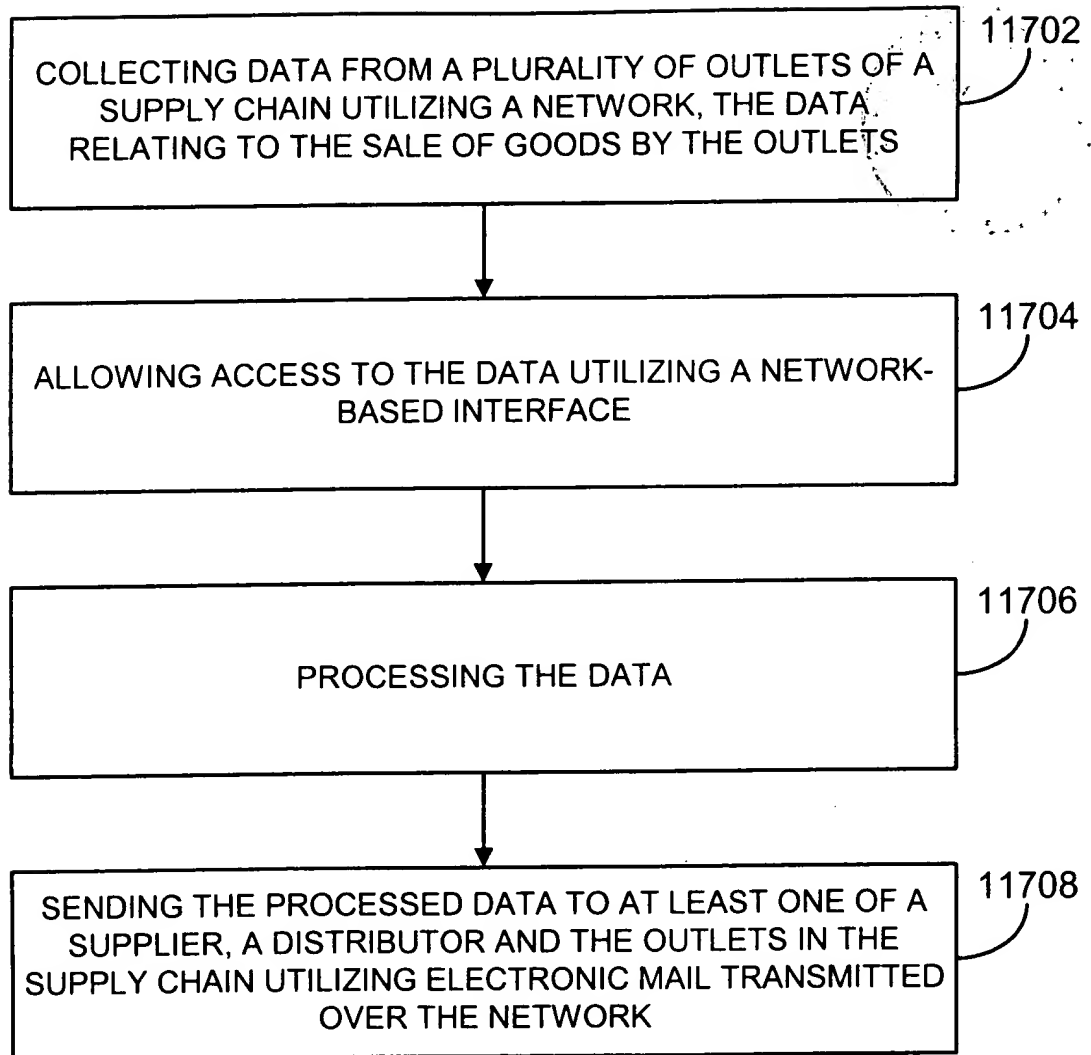 11702
COLLECTING DATA FROM A PLURALITY OF OUTLETS OF A
SUPPLY CHAIN UTILIZING A NETWORK, THE DATA
RELATING TO THE SALE OF GOODS BY THE OUTLETS
11704
ALLOWING ACCESS TO THE DATA UTILIZING A NETWORK-
BASED INTERFACE
11706
PROCESSING THE DATA
11708
SENDING THE PROCESSED DATA TO AT LEAST ONE OF A
SUPPLIER, A DISTRIBUTOR AND THE OUTLETS IN THE
SUPPLY CHAIN UTILIZING ELECTRONIC MAIL TRANSMITTED
OVER THE NETWORK